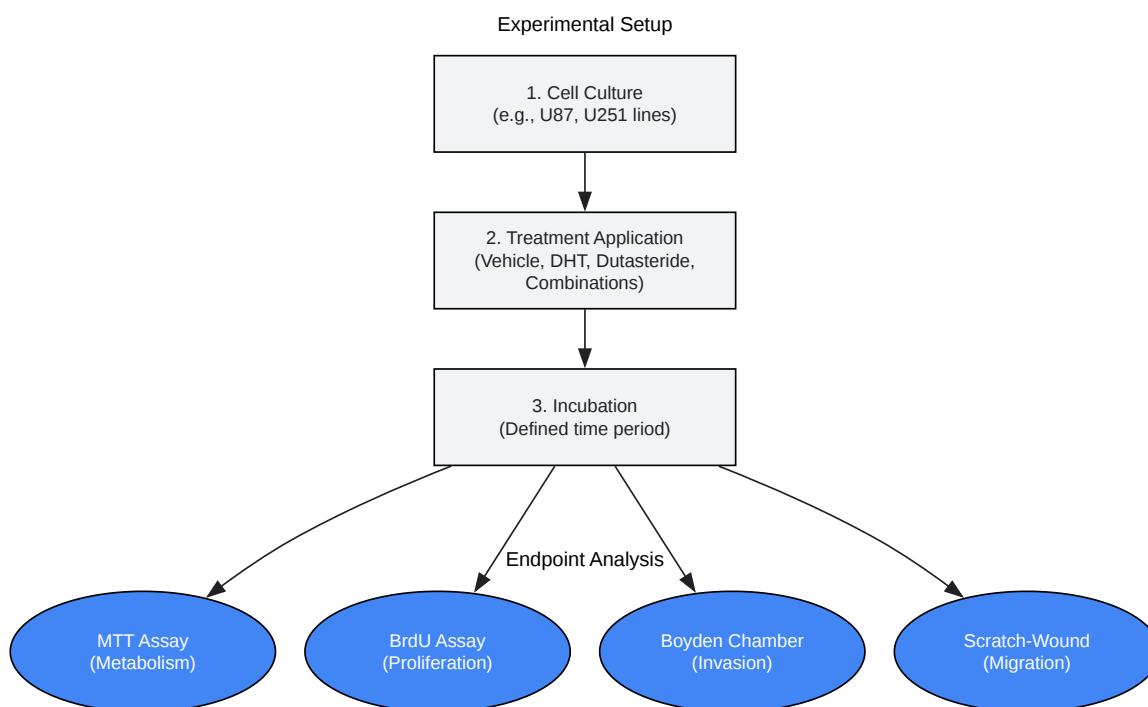 Experimental Setup
1. Cell Culture
(e.g., U87, U251 lines)
2. Treatment Application
(Vehicle, DHT, Dutasteride,
Combinations)
3. Incubation
(Defined time period)
Endpoint Analysis
MTT Assay
(Metabolism)
BrdU Assay
(Proliferation)
Boyden Chamber
(Invasion)
Scratch-Wound
(Migration)